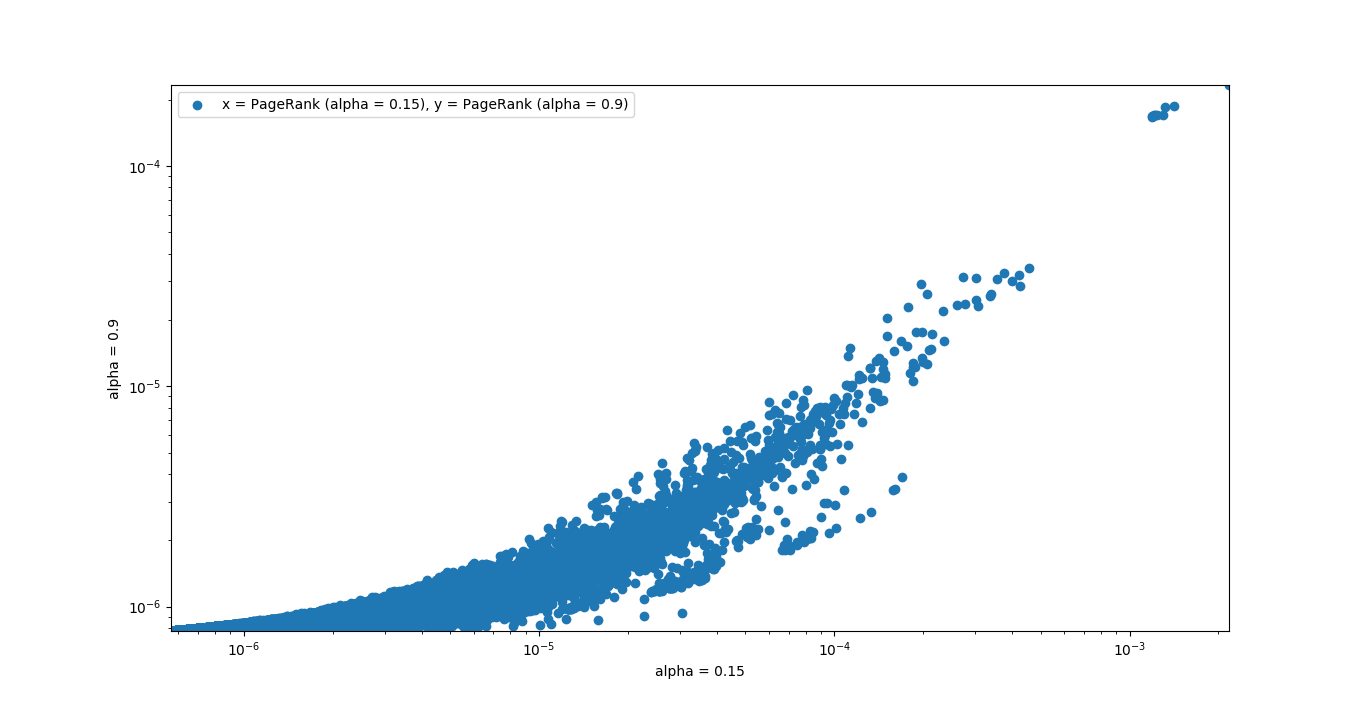 x = PageRank (alpha = 0.15), y = PageRank (alpha = 0.9)
10⁻⁴
10⁻⁵
10⁻⁶
alpha = 0.9
10⁻⁶ 10⁻⁵ 10⁻⁴ 10⁻³
alpha = 0.15